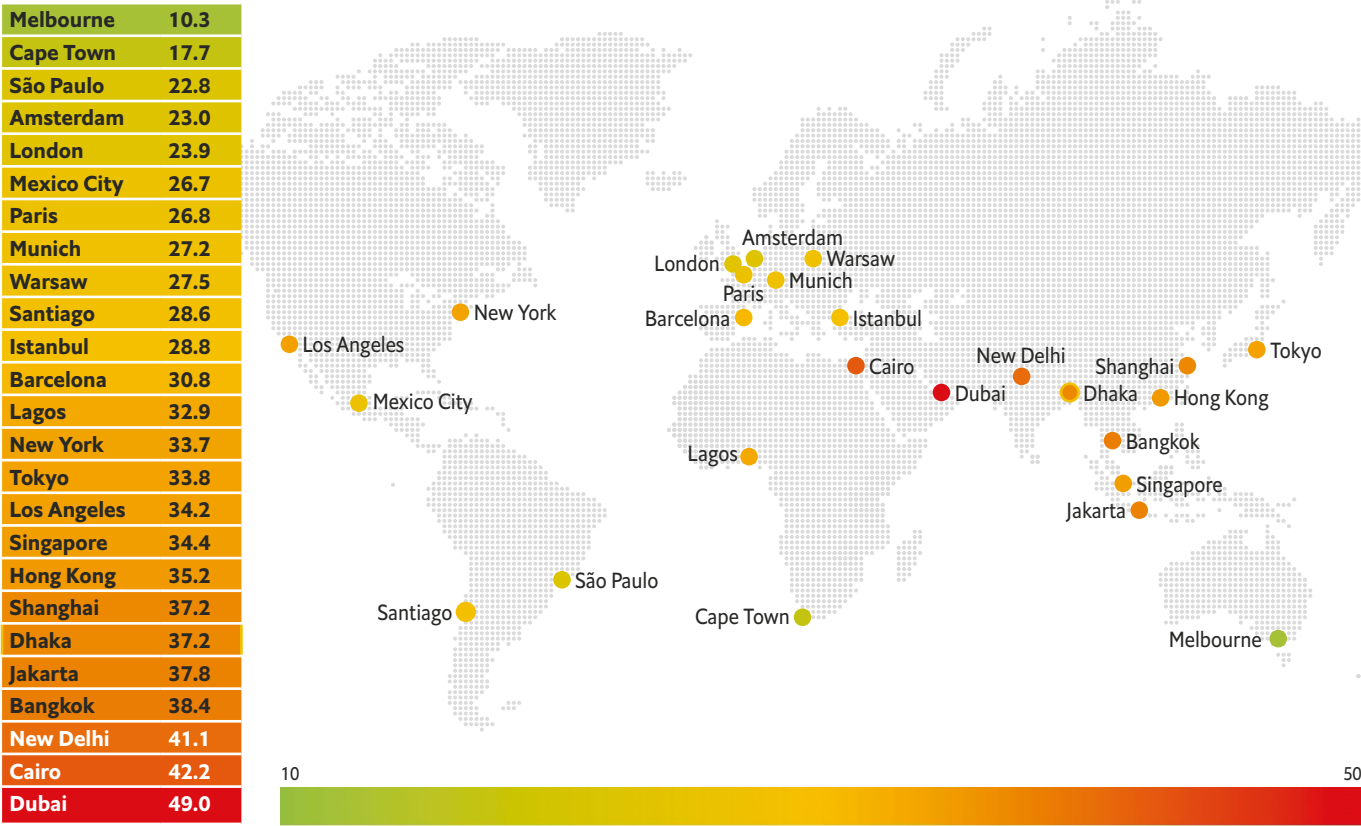 Melbourne 10.3
Cape Town 17.7
São Paulo 22.8
Amsterdam 23.0
London 23.9
Mexico City 26.7
Paris 26.8
Munich 27.2
Warsaw 27.5
Santiago 28.6
Istanbul 28.8
Barcelona 30.8
Lagos 32.9
New York 33.7
Tokyo 33.8
Los Angeles 34.2
Singapore 34.4
Hong Kong 35.2
Shanghai 37.2
Dhaka 37.2
Jakarta 37.8
Bangkok 38.4
New Delhi 41.1
Cairo 42.2
Dubai 49.0
Amsterdam
London
Warsaw
Paris
Munich
New York
Barcelona
Istanbul
Los Angeles
Tokyo
New Delhi
Shanghai
Cairo
Dubai
Dhaka
Hong Kong
Mexico City
Bangkok
Lagos
Singapore
Jakarta
São Paulo
Santiago
Cape Town
Melbourne
10
50